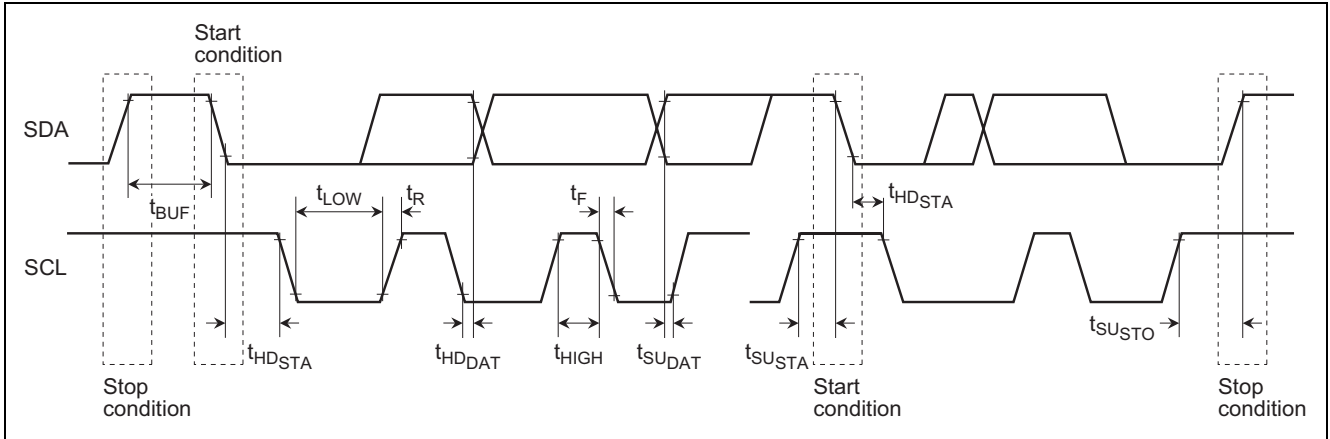 Start
condition
SDA
tBUF
tLOW
tR
tF
tHDSTA
SCL
tHDSTA
tHDDAT
tHIGH
tSUDAT
tSUSTA
tSUSTO
Stop
condition
Start
condition
Stop
condition